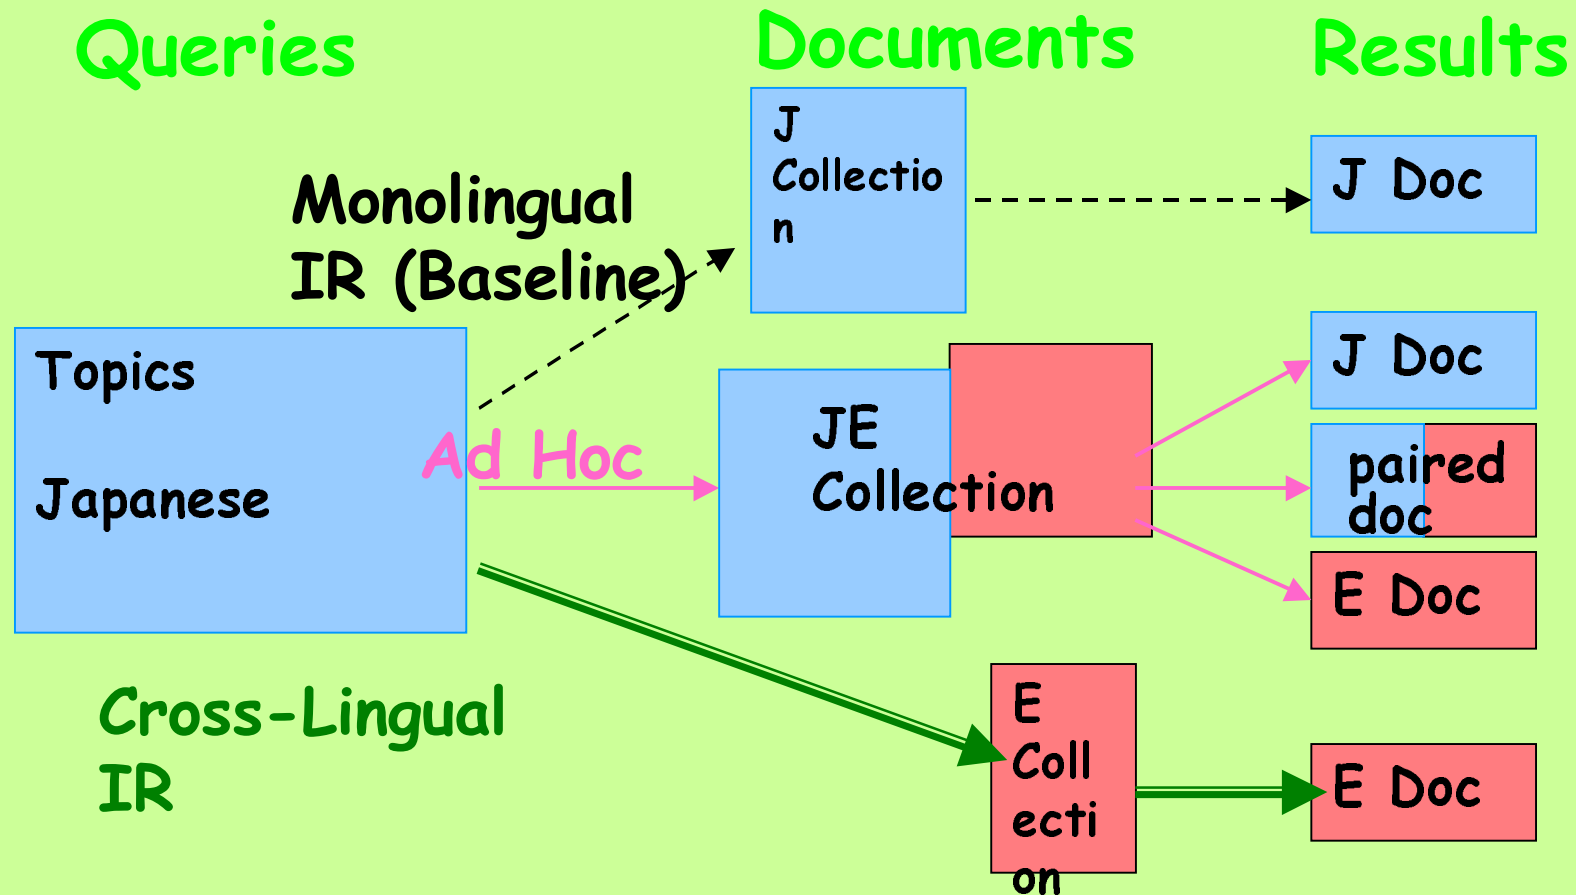 Queries
Documents
Results
Monolingual
IR (Baseline)
J
Collectio
n
J Doc
Topics
Japanese
Ad Hoc
JE
Collection
J Doc
paired
doc
E Doc
Cross-Lingual
IR
E
Coll
ecti
on
E Doc